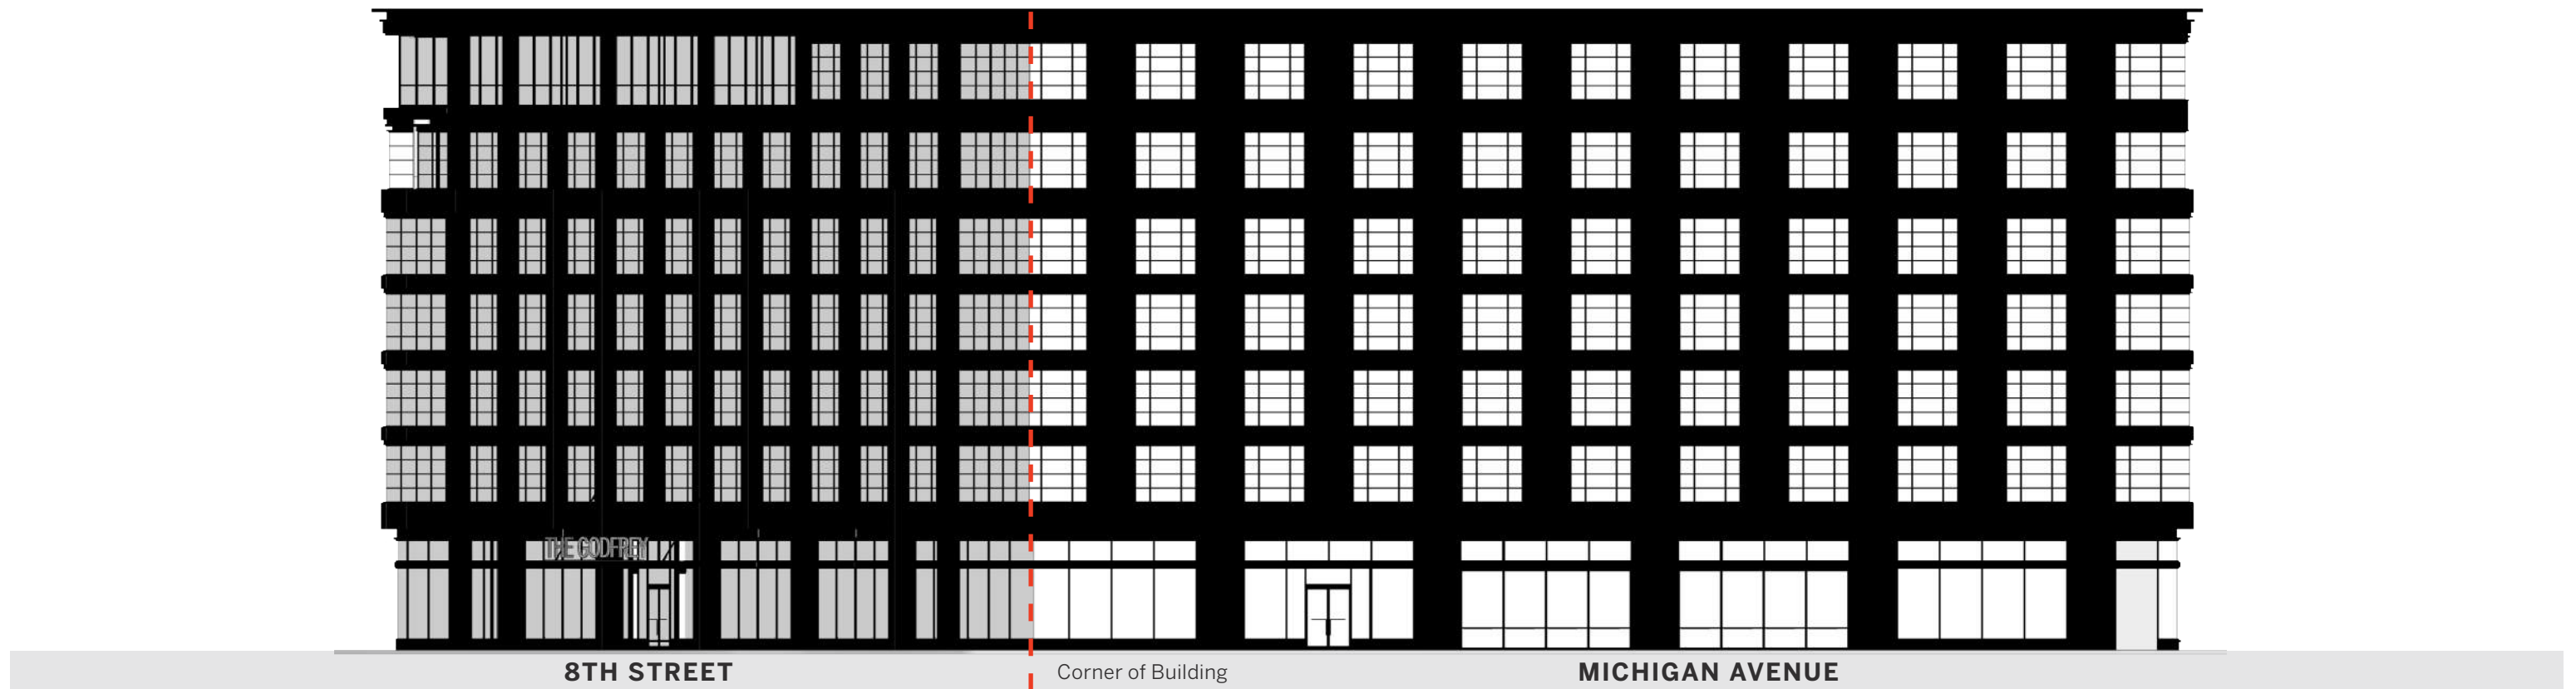 THE GODFREY
8TH STREET
Corner of Building
MICHIGAN AVENUE